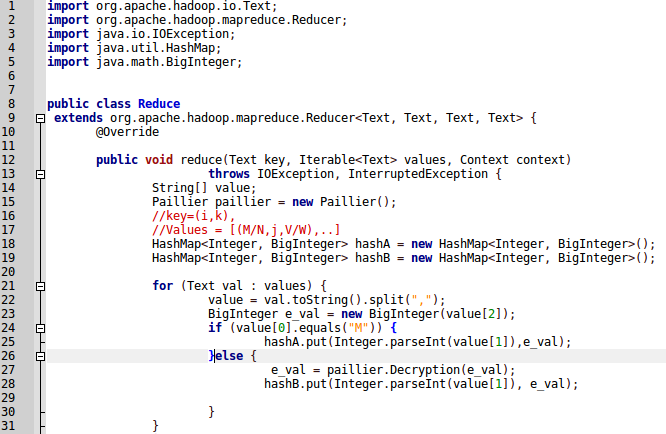 1 import org.apache.hadoop.io.Text;
2 import org.apache.hadoop.mapreduce.Reducer;
3 import java.io.IOException;
4 import java.util.HashMap;
5 import java.math.BigInteger;
6
7
8 public class Reduce
9 extends org.apache.hadoop.mapreduce.Reducer<Text, Text, Text, Text> {
10 @Override
11
12 public void reduce(Text key, Iterable<Text> values, Context context)
13 throws IOException, InterruptedException {
14 String[] value;
15 Paillier paillier = new Paillier();
16 //key=(i,k),
17 //Values = [(M/N,j,V/W),..]
18 HashMap<Integer, BigInteger> hashA = new HashMap<Integer, BigInteger>();
19 HashMap<Integer, BigInteger> hashB = new HashMap<Integer, BigInteger>();
20
21 for (Text val : values) {
22 value = val.toString().split(",");
23 BigInteger e_val = new BigInteger(value[2]);
24 if (value[0].equals("M")) {
25 hashA.put(Integer.parseInt(value[1]),e_val);
26 }else {
27 e_val = paillier.Decryption(e_val);
28 hashB.put(Integer.parseInt(value[1]), e_val);
29
30 }
31 }